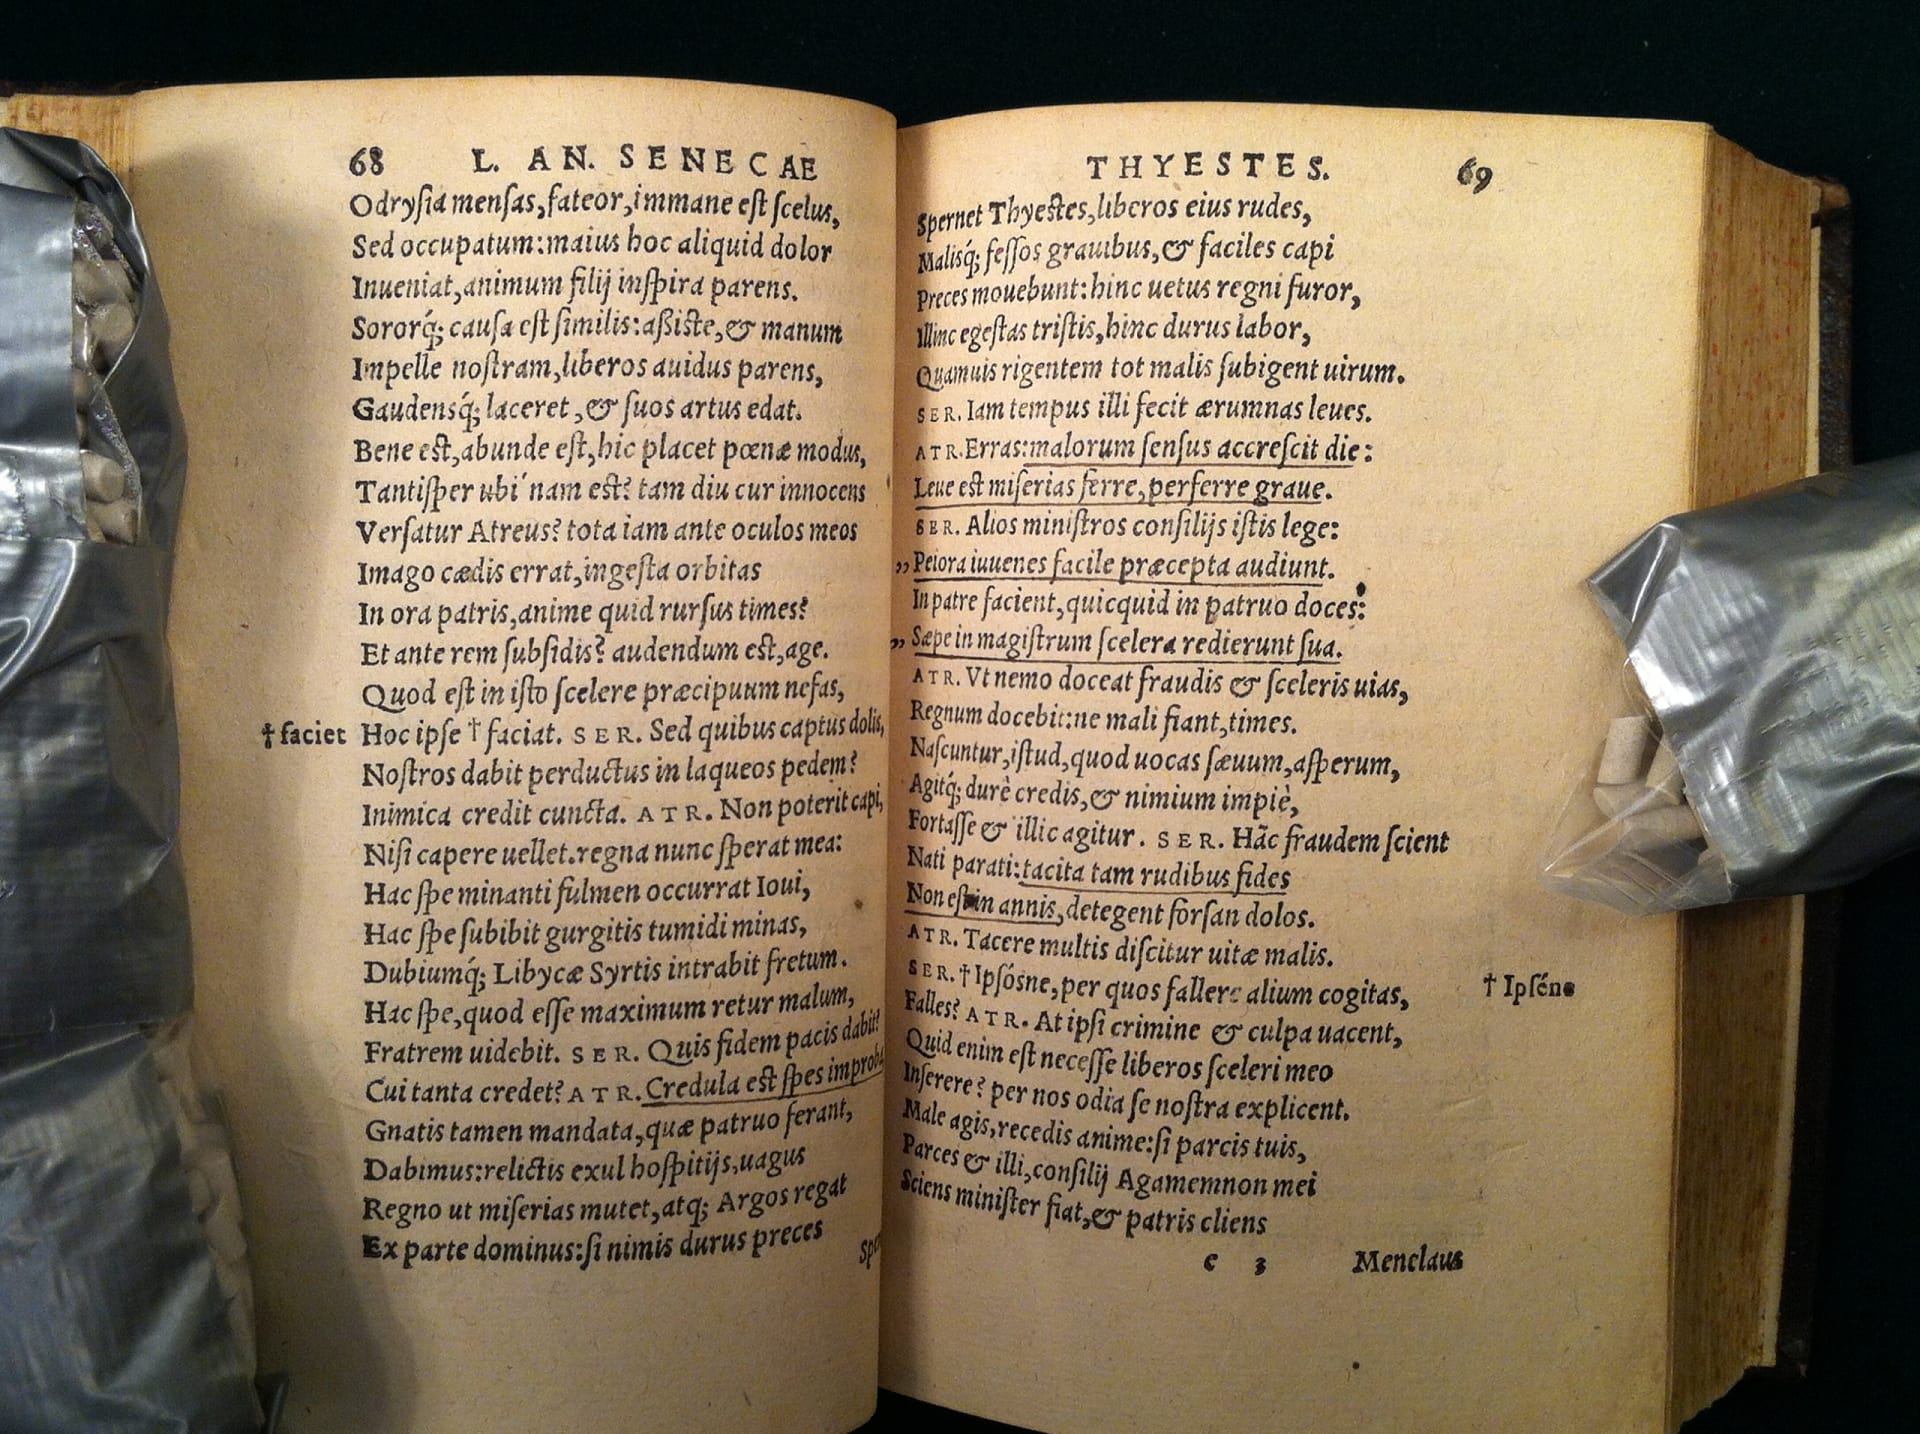 68 L. AN. SENECAE
Odryſia menſas, fateor, immane eſt ſcelus,
Sed occupatum: maius hoc aliquid dolor
Inueniat, animum filij inſpira parens.
Sororq́; cauſa eſt ſimilis: aßiſte, & manum
Impelle noſtram, liberos auidus parens,
Gaudensq́; laceret, & ſuos artus edat.
Bene eſt, abunde eſt, hic placet pœnæ modus,
Tantiſper ubi nam eſt? tam diu cur innocens
Verſatur Atreus? tota iam ante oculos meos
Imago cædis errat, ingeſta orbitas
In ora patris, anime quid rurſus times?
Et ante rem ſubſidis? audendum eſt, age.
Quod eſt in iſto ſcelere præcipuum nefas,
† faciet Hoc ipſe † faciat. SER. Sed quibus captus dolis,
Noſtros dabit perductus in laqueos pedem?
Inimica credit cuncta. ATR. Non poterit capi,
Niſi capere uellet. regna nunc ſperat mea:
Hac ſpe minanti fulmen occurrat Ioui,
Hac ſpe ſubibit gurgitis tumidi minas,
Dubiumq́; Libycæ Syrtis intrabit fretum.
Hac ſpe, quod eſſe maximum retur malum,
Fratrem uidebit. SER. Quis fidem pacis dabit?
Cui tanta credet? ATR. Credula eſt ſpes improba
Gnatis tamen mandata, quæ patruo ferant,
Dabimus: relictis exul hoſpitijs, uagus
Regno ut miſerias mutet, atq; Argos regat
Ex parte dominus: ſi nimis durus preces
Spe
THYESTES. 69
Spernet Thyeſtes, liberos eius rudes,
Malisq́; feſſos grauibus, & faciles capi
Preces mouebunt: hinc uetus regni furor,
Illinc egeſtas triſtis, hinc durus labor,
Quamuis rigentem tot malis ſubigent uirum.
SER. Iam tempus illi fecit ærumnas leues.
ATR. Erras: malorum ſenſus accreſcit die:
Leue eſt miſerias ferre, perferre graue.
SER. Alios miniſtros conſilijs iſtis lege:
„ Peiora iuuenes facile præcepta audiunt.
In patre facient, quicquid in patruo doces:
„ Sæpe in magiſtrum ſcelera redierunt ſua.
ATR. Vt nemo doceat fraudis & ſceleris uias,
Regnum docebit: ne mali fiant, times.
Naſcuntur, iſtud, quod uocas ſæuum, aſperum,
Agitq́; durè credis, & nimium impiè,
Fortaſſe & illic agitur. SER. Hãc fraudem ſcient
Nati parati: tacita tam rudibus fides
Non eſt in annis, detegent forſan dolos.
ATR. Tacere multis diſcitur uitæ malis.
SER. † Ipſósne, per quos fallere alium cogitas, † Ipſéne
Falles? ATR. At ipſi crimine & culpa uacent,
Quid enim eſt neceſſe liberos ſceleri meo
Inſerere? per nos odia ſe noſtra explicent.
Male agis, recedis anime: ſi parcis tuis,
Parces & illi, conſilij Agamemnon mei
Sciens miniſter fiat, & patris cliens
c 3 Menelaus